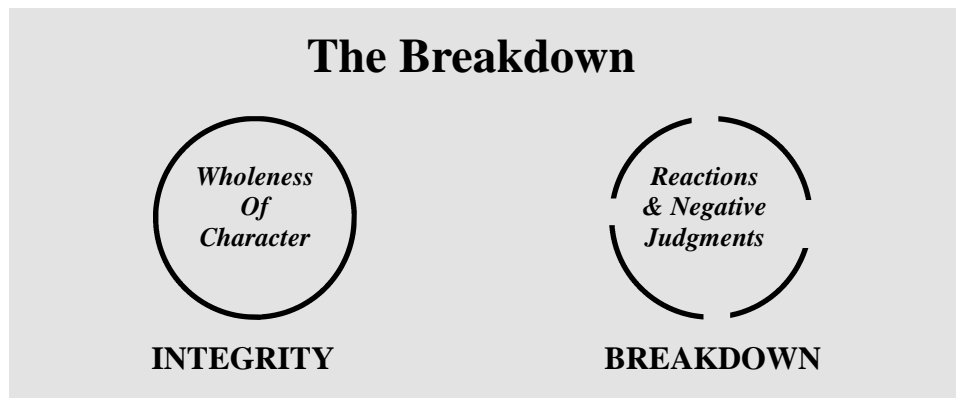 The Breakdown
Wholeness
Of
Character
Reactions
& Negative
Judgments
INTEGRITY
BREAKDOWN